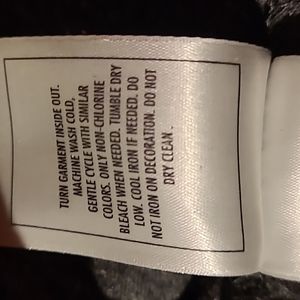 TURN GARMENT INSIDE OUT.
MACHINE WASH COLD,
GENTLE CYCLE WITH SIMILAR
COLORS. ONLY NON-CHLORINE
BLEACH WHEN NEEDED. TUMBLE DRY
LOW. COOL IRON IF NEEDED. DO
NOT IRON ON DECORATION. DO NOT
DRY CLEAN.